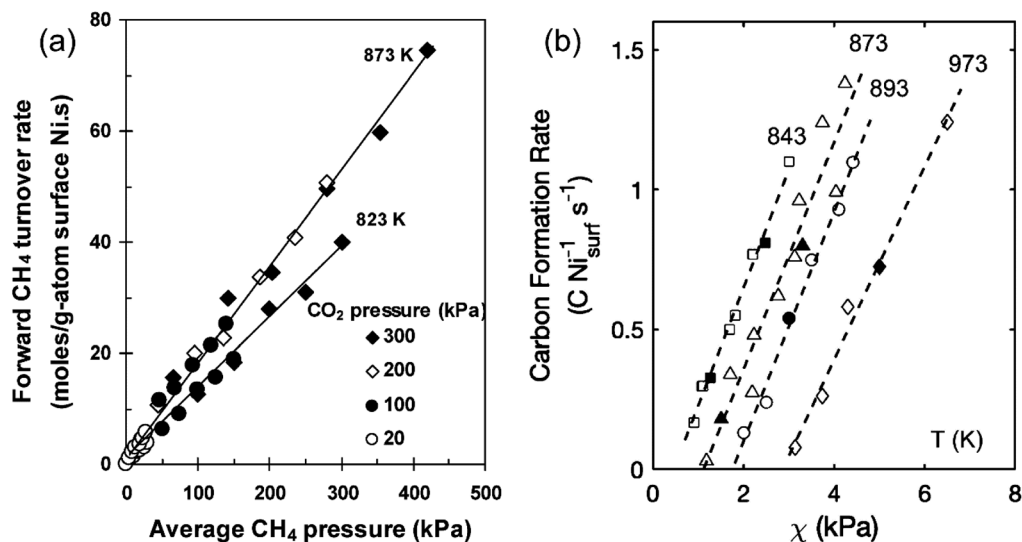 (a)
80
60
40
20
0
0
100
200
300
400
500
Forward CH₄ turnover rate
(moles/g-atom surface Ni.s)
Average CH₄ pressure (kPa)
873 K
823 K
CO₂ pressure (kPa)
300
200
100
20
(b)
1.5
1
0.5
0
0
2
4
6
8
Carbon Formation Rate
(C Ni⁻¹surf s⁻¹)
χ (kPa)
843
873
893
973
T (K)